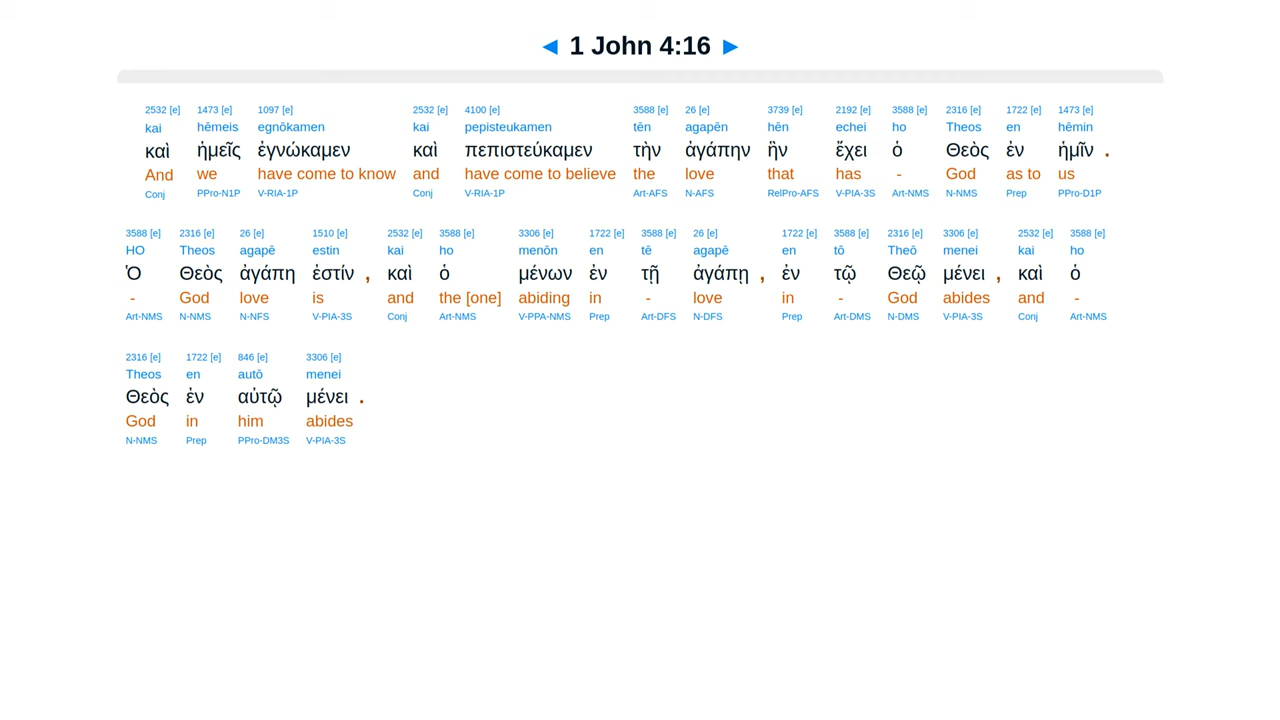 ◄ 1 John 4:16 ►
2532 [e] 1473 [e] 1097 [e] 2532 [e] 4100 [e] 3588 [e] 26 [e] 3739 [e] 2192 [e] 3588 [e] 2316 [e] 1722 [e] 1473 [e]
kai hēmeis egnōkamen kai pepisteukamen tēn agapēn hēn echei ho Theos en hēmin
καὶ ἡμεῖς ἐγνώκαμεν καὶ πεπιστεύκαμεν τὴν ἀγάπην ἣν ἔχει ὁ Θεὸς ἐν ἡμῖν .
And we have come to know and have come to believe the love that has - God as to us
Conj PPro-N1P V-RIA-1P Conj V-RIA-1P Art-AFS N-AFS RelPro-AFS V-PIA-3S Art-NMS N-NMS Prep PPro-D1P
3588 [e] 2316 [e] 26 [e] 1510 [e] 2532 [e] 3588 [e] 3306 [e] 1722 [e] 3588 [e] 26 [e] 1722 [e] 3588 [e] 2316 [e] 3306 [e] 2532 [e] 3588 [e]
HO Theos agapē estin kai ho menōn en tē agapē en tō Theō menei kai ho
Ὁ Θεὸς ἀγάπη ἐστίν , καὶ ὁ μένων ἐν τῇ ἀγάπῃ , ἐν τῷ Θεῷ μένει , καὶ ὁ
- God love is and the [one] abiding in - love in - God abides and -
Art-NMS N-NMS N-NFS V-PIA-3S Conj Art-NMS V-PPA-NMS Prep Art-DFS N-DFS Prep Art-DMS N-DMS V-PIA-3S Conj Art-NMS
2316 [e] 1722 [e] 846 [e] 3306 [e]
Theos en autō menei
Θεὸς ἐν αὐτῷ μένει .
God in him abides
N-NMS Prep PPro-DM3S V-PIA-3S